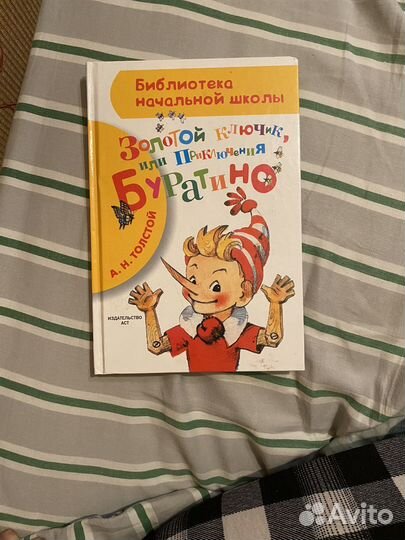 Библиотека
начальной школы
Золотой ключик,
или Приключения
Буратино
А. Н. ТОЛСТОЙ
ИЗДАТЕЛЬСТВО
АСТ
Avito